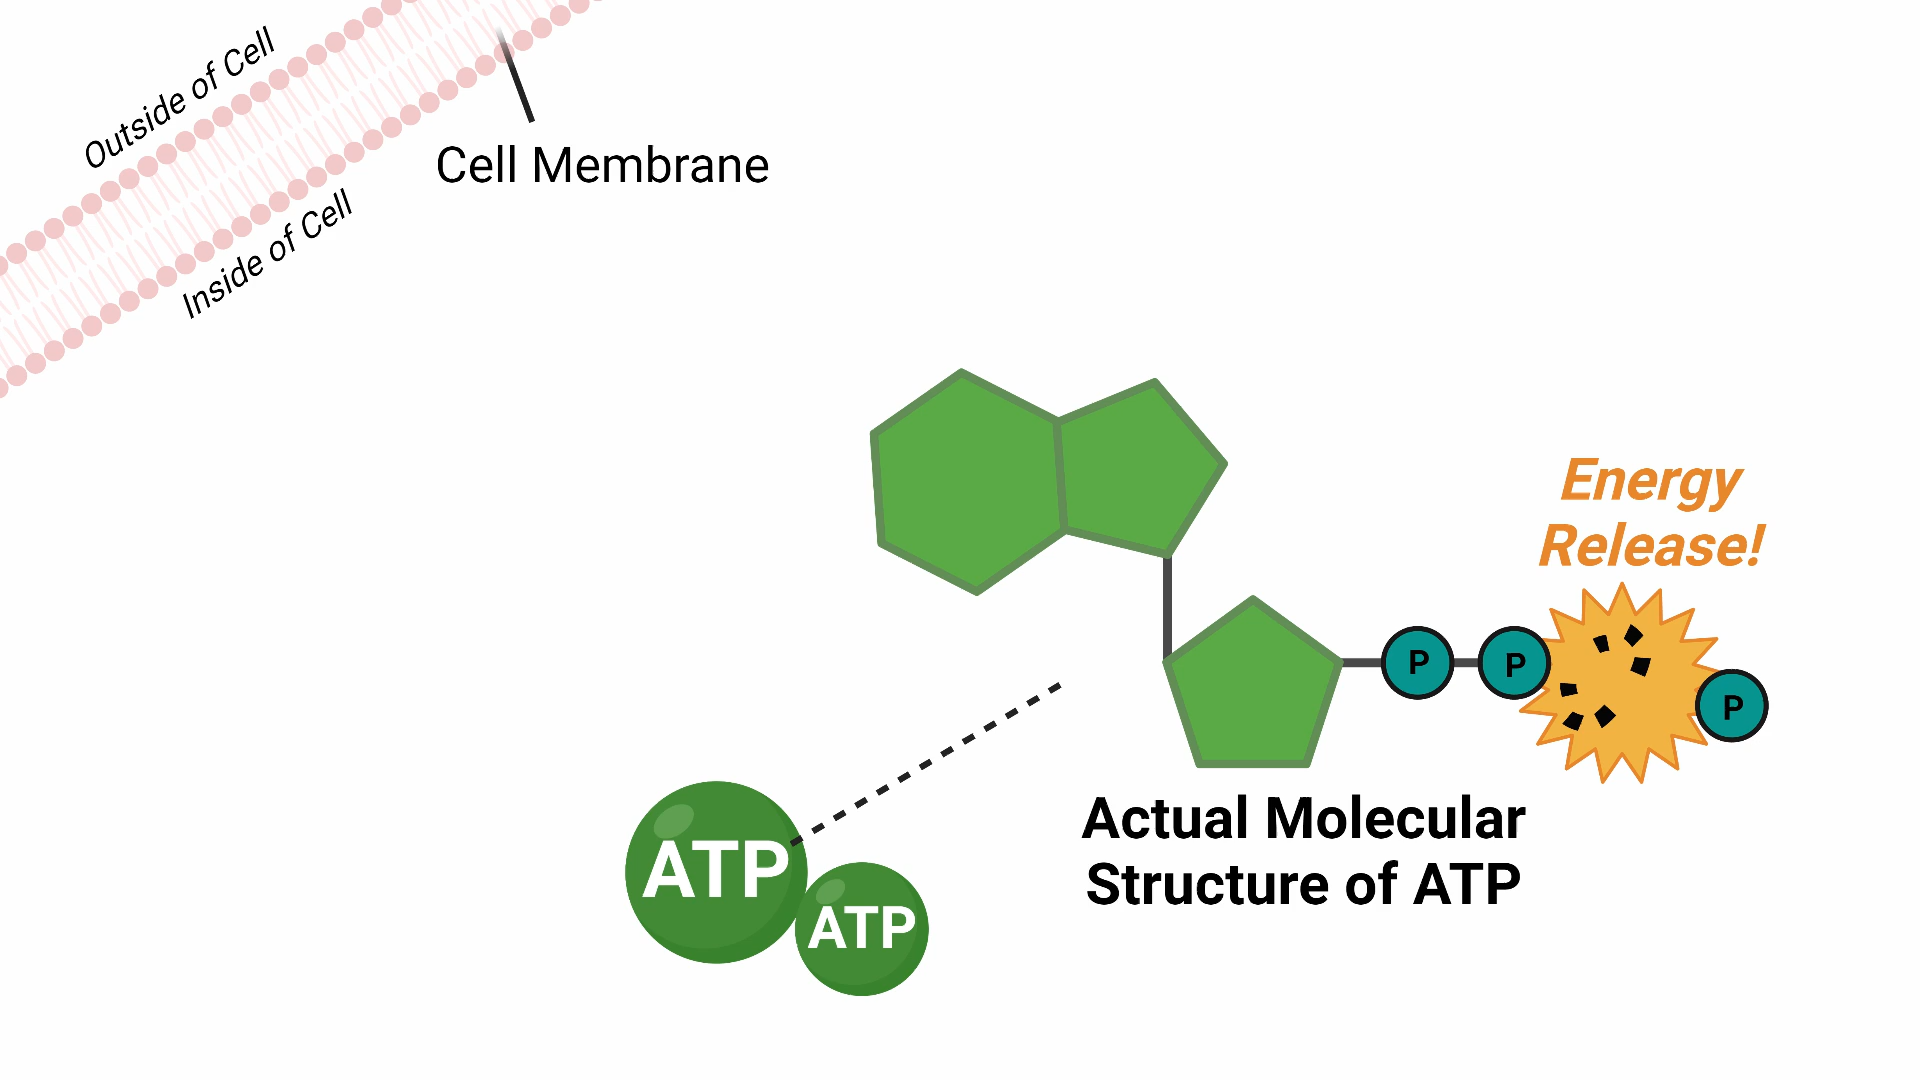 Outside of Cell
Cell Membrane
Inside of Cell
Energy
Release!
P
P
P
Actual Molecular
Structure of ATP
ATP
ATP